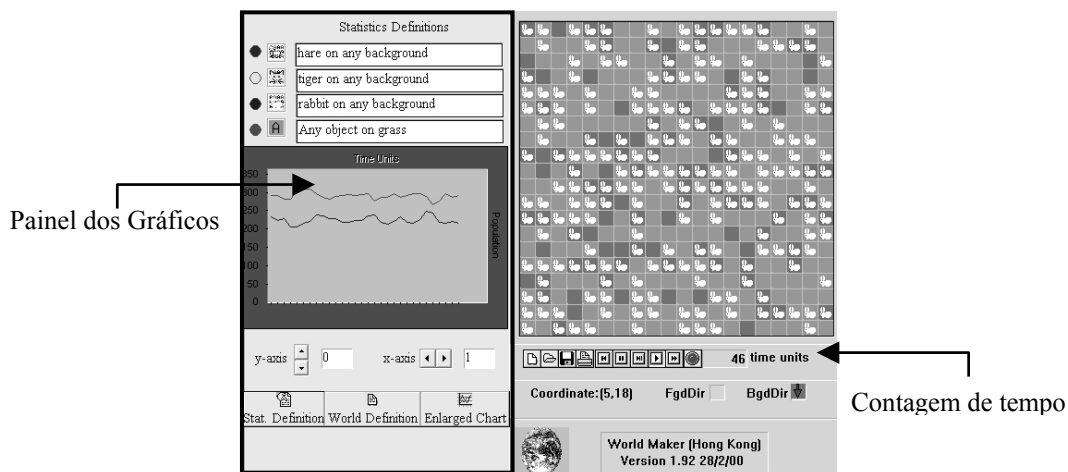 Statistics Definitions
hare on any background
tiger on any background
rabbit on any background
A Any object on grass
Time Units
350
300
250
200
150
100
50
0
Population
Painel dos Gráficos
y-axis 0 x-axis 1
Stat. Definition World Definition Enlarged Chart
46 time units
Coordinate:(5,18) FgdDir BgdDir
Contagem de tempo
World Maker (Hong Kong)
Version 1.92 28/2/00